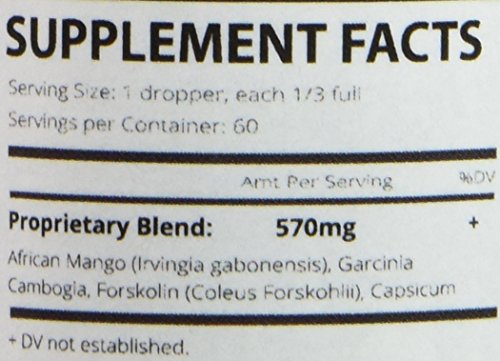 SUPPLEMENT FACTS
Serving Size: 1 dropper, each 1/3 full
Servings per Container: 60
Amt Per Serving %DV
Proprietary Blend: 570mg +
African Mango (Irvingia gabonensis), Garcinia
Cambogia, Forskolin (Coleus Forskohlii), Capsicum
+ DV not established.